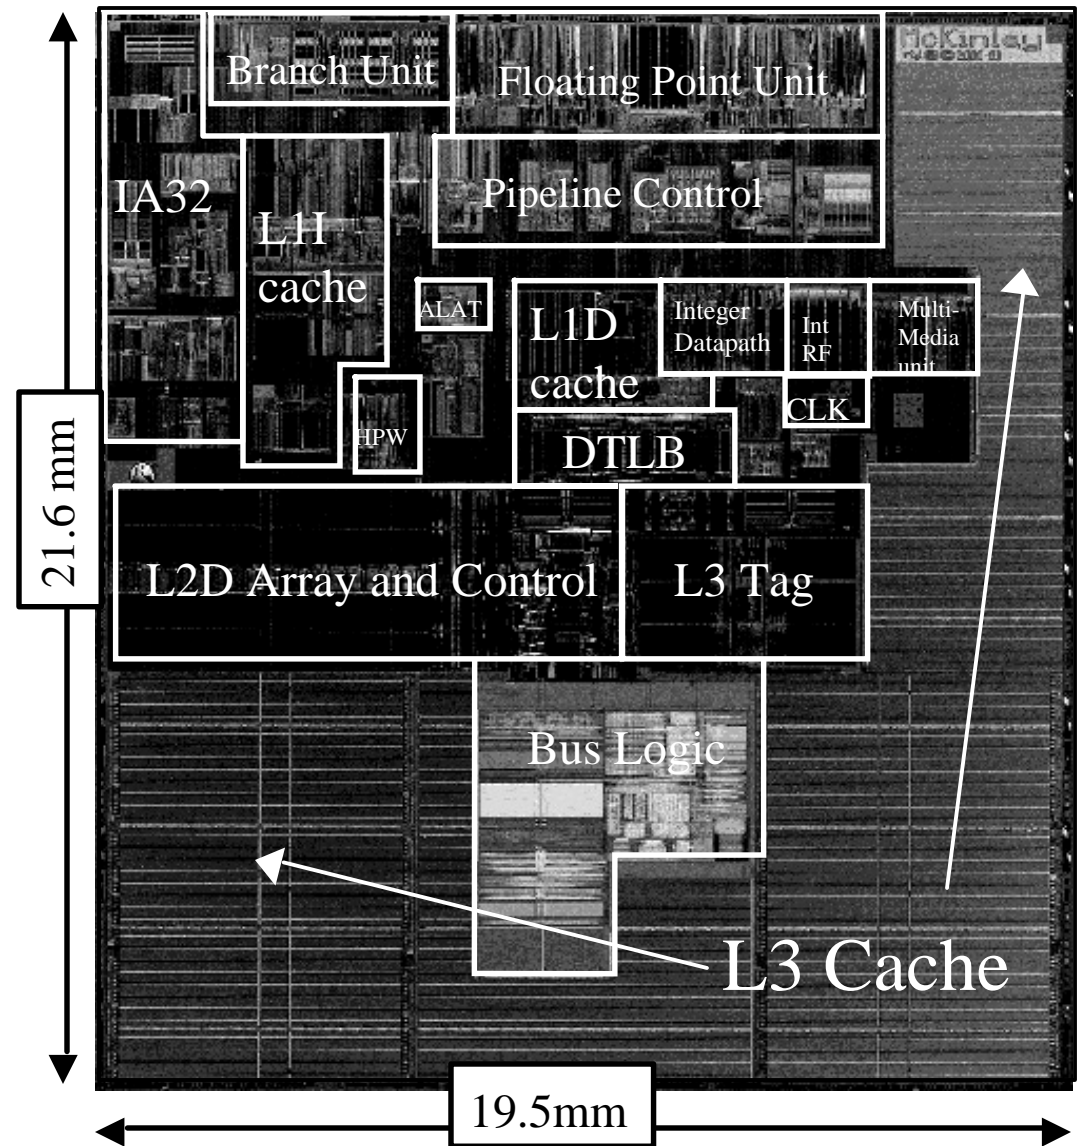 McKinley
Branch Unit
Floating Point Unit
IA32
Pipeline Control
L1I
cache
ALAT
L1D
cache
Integer
Datapath
Int
RF
Multi-
Media
unit
CLK
HPW
DTLB
21.6 mm
L2D Array and Control
L3 Tag
Bus Logic
L3 Cache
19.5mm